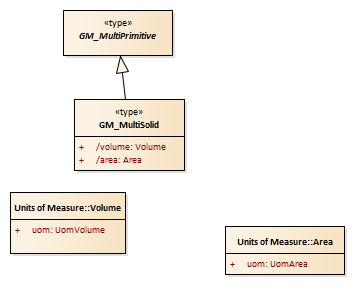 «type»
GM_MultiPrimitive
«type»
GM_MultiSolid
+ /volume: Volume
+ /area: Area
Units of Measure::Volume
+ uom: UomVolume
Units of Measure::Area
+ uom: UomArea